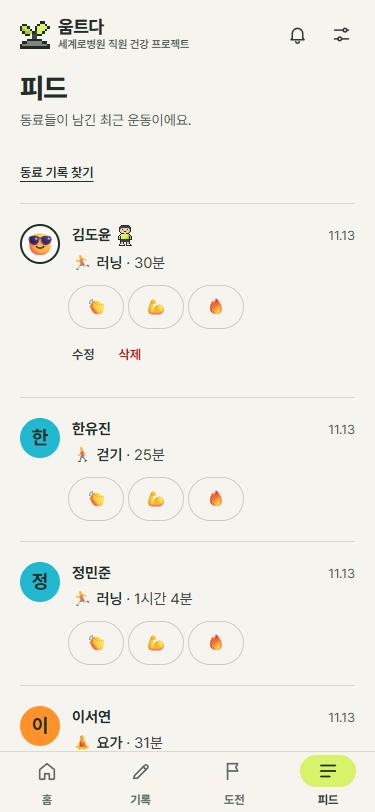 움트다
세계로병원 직원 건강 프로젝트
피드
동료들이 남긴 최근 운동이에요.
동료 기록 찾기
김도윤 11.13
러닝 · 30분
수정 삭제
한 한유진 11.13
걷기 · 25분
정 정민준 11.13
러닝 · 1시간 4분
이 이서연 11.13
요가 · 31분
홈 기록 도전 피드